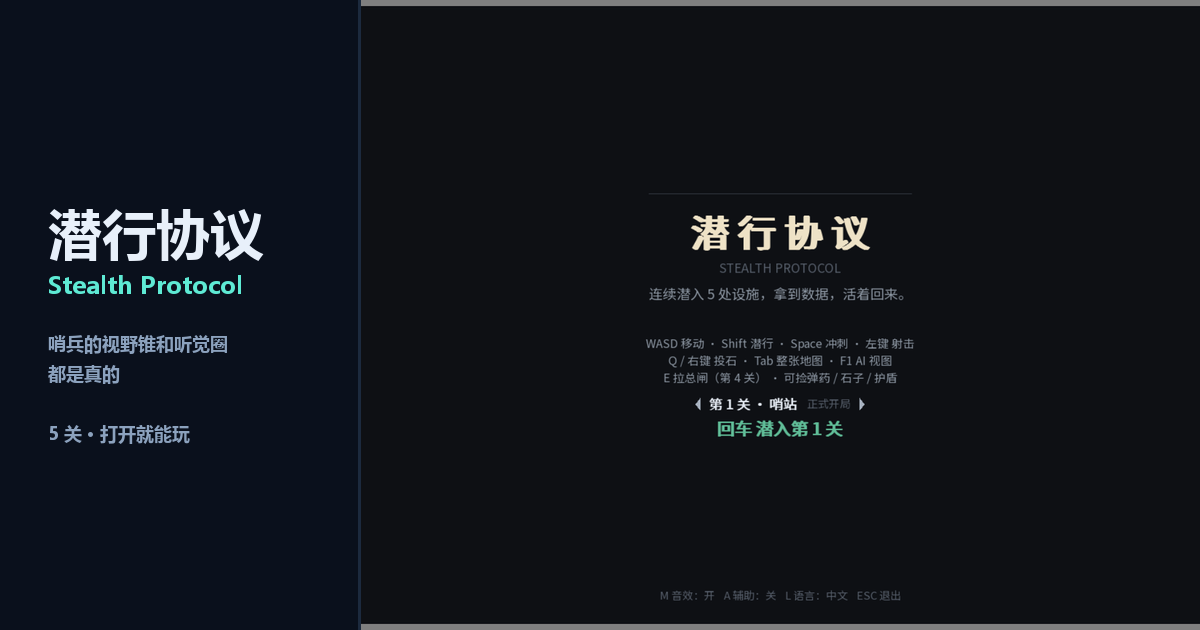 潜行协议
Stealth Protocol
哨兵的视野锥和听觉圈
都是真的
5 关·打开就能玩
潜行协议
STEALTH PROTOCOL
连续潜入 5 处设施，拿到数据，活着回来。
WASD 移动 · Shift 潜行 · Space 冲刺 · 左键 射击
Q / 右键 投石 · Tab 整张地图 · F1 AI 视图
E 拉总闸（第 4 关） · 可捡弹药 / 石子 / 护盾
第 1 关 · 哨站 正式开局
回车 潜入第 1 关
M 音效：开 A 辅助：关 L 语言：中文 ESC 退出